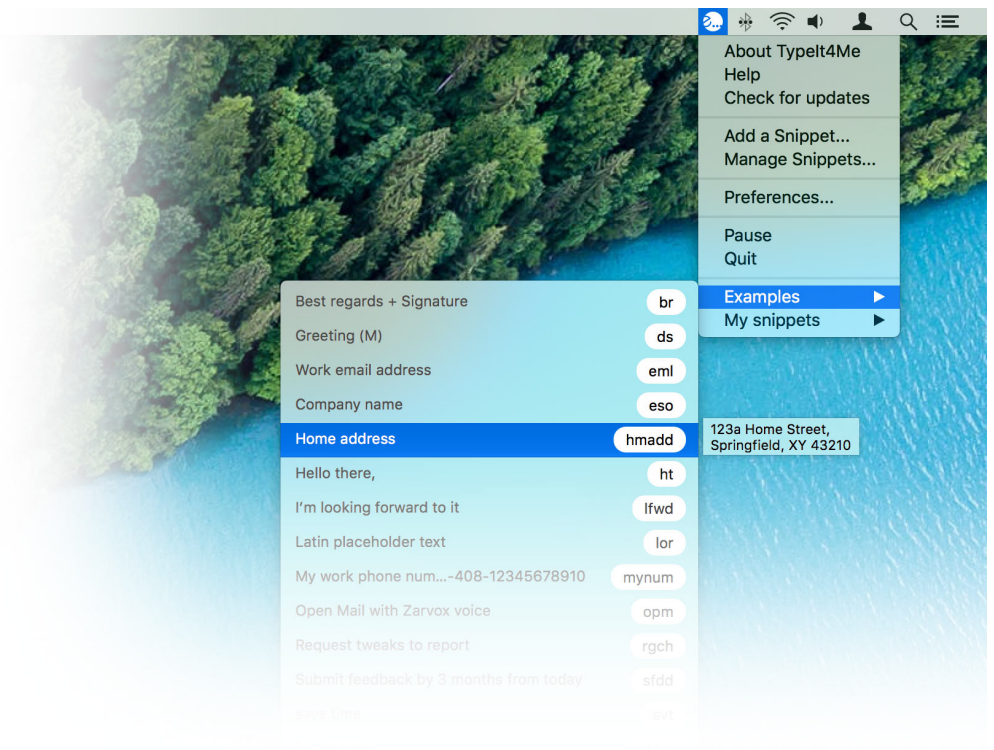 About TypeIt4Me
Help
Check for updates
Add a Snippet...
Manage Snippets...
Preferences...
Pause
Quit
Examples
My snippets
Best regards + Signature br
Greeting (M) ds
Work email address eml
Company name eso
Home address hmadd
123a Home Street,
Springfield, XY 43210
Hello there, ht
I'm looking forward to it lfwd
Latin placeholder text lor
My work phone num...-408-12345678910 mynum
Open Mail with Zarvox voice opm
Request tweaks to report rgch
Submit feedback by 3 months from today sfdd
save time svt